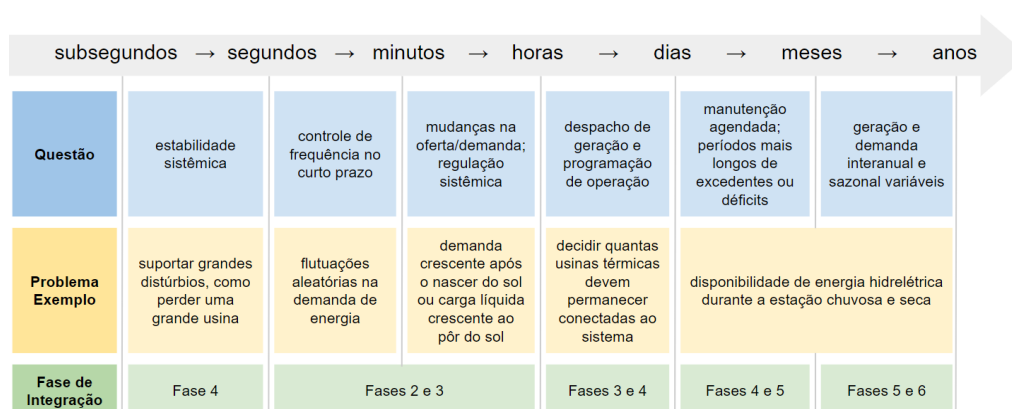 subsegundos → segundos → minutos → horas → dias → meses → anos
Questão
estabilidade
sistêmica
controle de
frequência no
curto prazo
mudanças na
oferta/demanda;
regulação
sistêmica
despacho de
geração e
programação
de operação
manutenção
agendada;
períodos mais
longos de
excedentes ou
déficits
geração e
demanda
interanual e
sazonal variáveis
Problema
Exemplo
suportar grandes
distúrbios, como
perder uma
grande usina
flutuações
aleatórias na
demanda de
energia
demanda
crescente após
o nascer do sol
ou carga líquida
crescente ao
pôr do sol
decidir quantas
usinas térmicas
devem
permanecer
conectadas ao
sistema
disponibilidade de energia hidrelétrica
durante a estação chuvosa e seca
Fase de
Integração
Fase 4
Fases 2 e 3
Fases 3 e 4
Fases 4 e 5
Fases 5 e 6